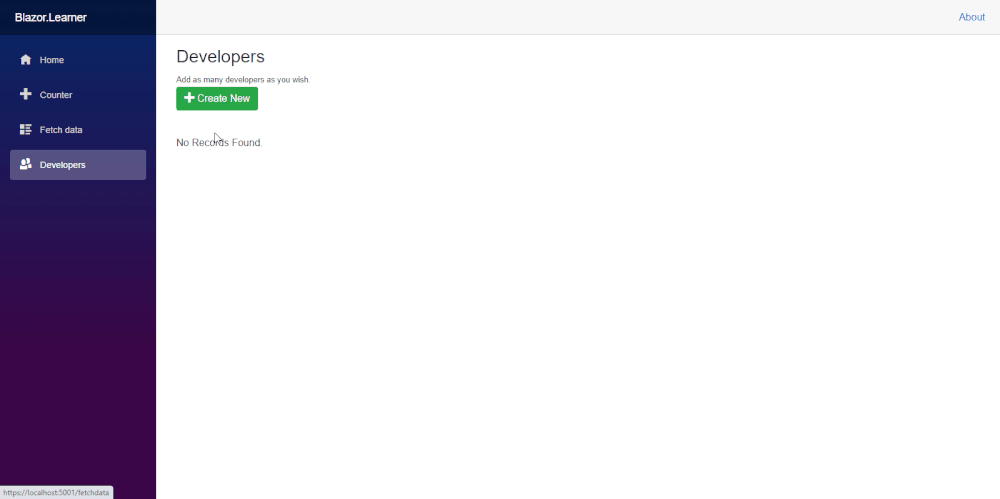 Blazor.Learner
About
Home
Counter
Fetch data
Developers
Developers
Add as many developers as you wish.
Create New
No Records Found.
https://localhost:5001/fetchdata